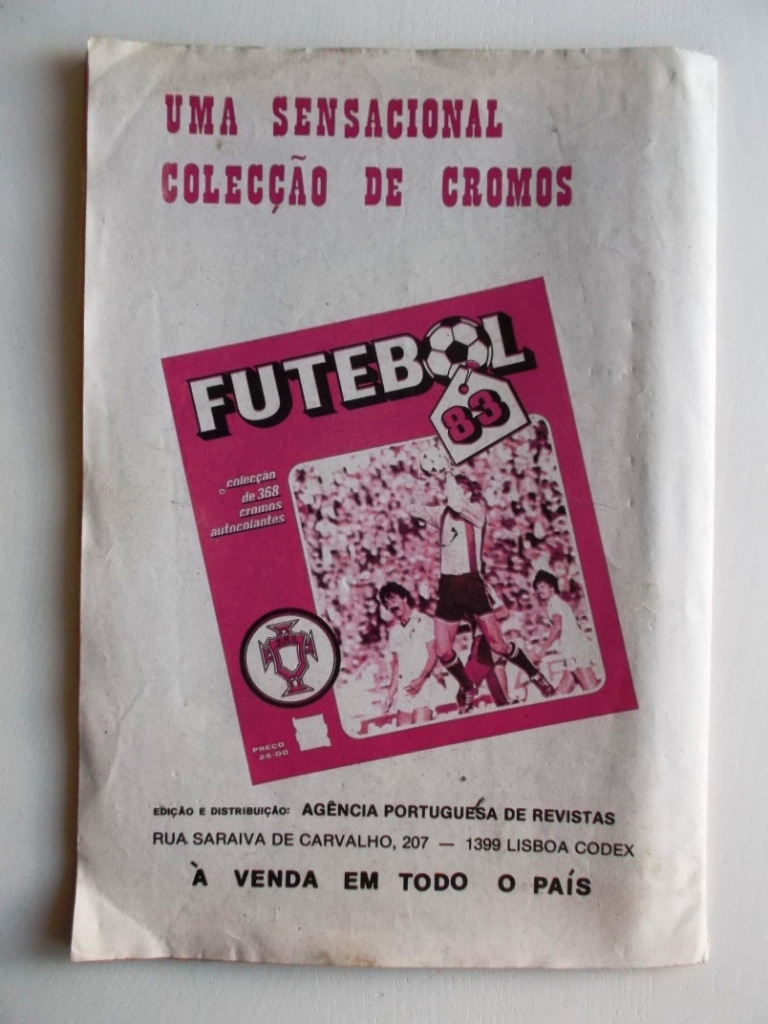 UMA SENSACIONAL
COLECÇÃO DE CROMOS
FUTEBOL
83
colecção
de 368
cromos
autocolantes
PREÇO
25.00
EDIÇÃO E DISTRIBUIÇÃO: AGÊNCIA PORTUGUESA DE REVISTAS
RUA SARAIVA DE CARVALHO, 207 — 1399 LISBOA CODEX
À VENDA EM TODO O PAÍS